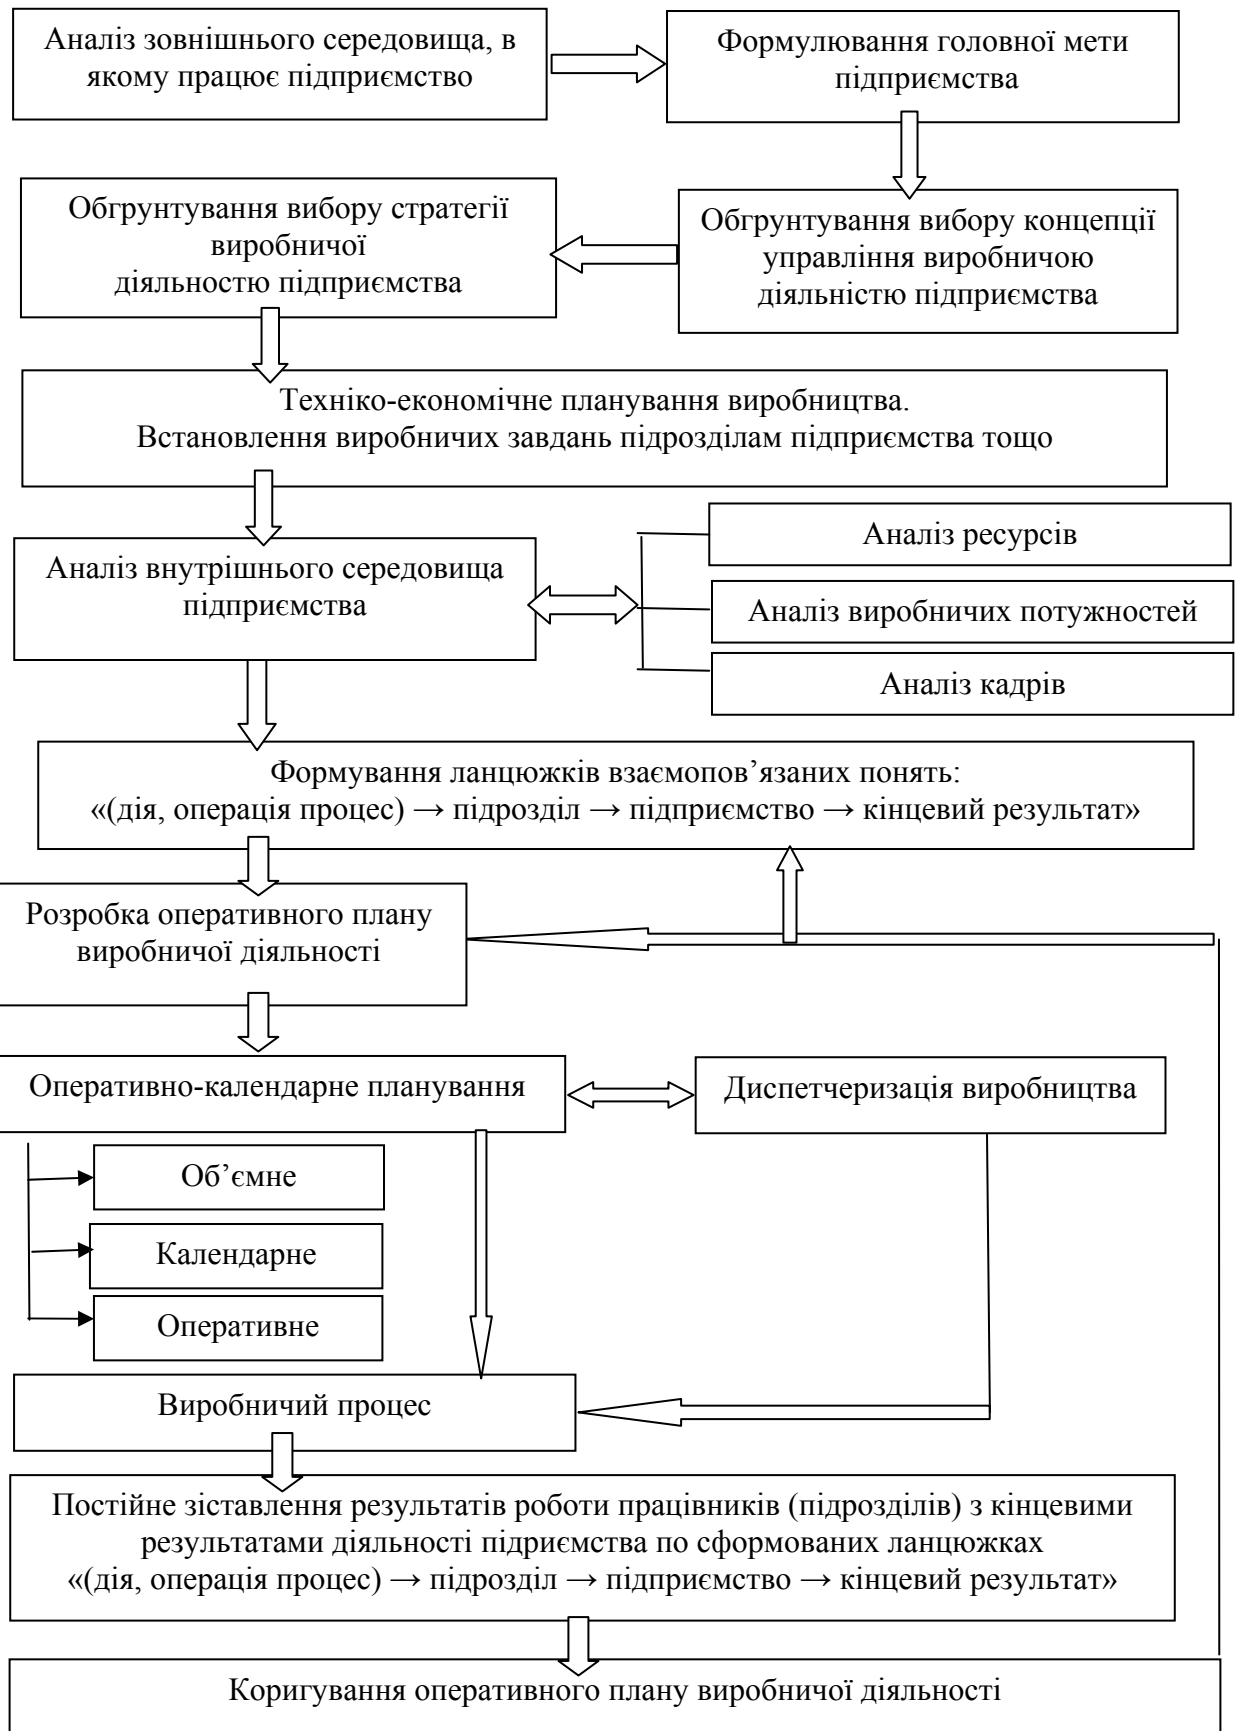 Аналіз зовнішнього середовища, в
якому працює підприємство
Формулювання головної мети
підприємства
Обгрунтування вибору стратегії
виробничої
діяльностю підприємства
Обгрунтування вибору концепції
управління виробничою
діяльністю підприємства
Техніко-економічне планування виробництва.
Встановлення виробничих завдань підрозділам підприємства тощо
Аналіз внутрішнього середовища
підприємства
Аналіз ресурсів
Аналіз виробничих потужностей
Аналіз кадрів
Формування ланцюжків взаємопов’язаних понять:
«(дія, операція процес) → підрозділ → підприємство → кінцевий результат»
Розробка оперативного плану
виробничої діяльності
Оперативно-календарне планування
Диспетчеризація виробництва
Об’ємне
Календарне
Оперативне
Виробничий процес
Постійне зіставлення результатів роботи працівників (підрозділів) з кінцевими
результатами діяльності підриємства по сформованих ланцюжках
«(дія, операція процес) → підрозділ → підприємство → кінцевий результат»
Коригування оперативного плану виробничої діяльності